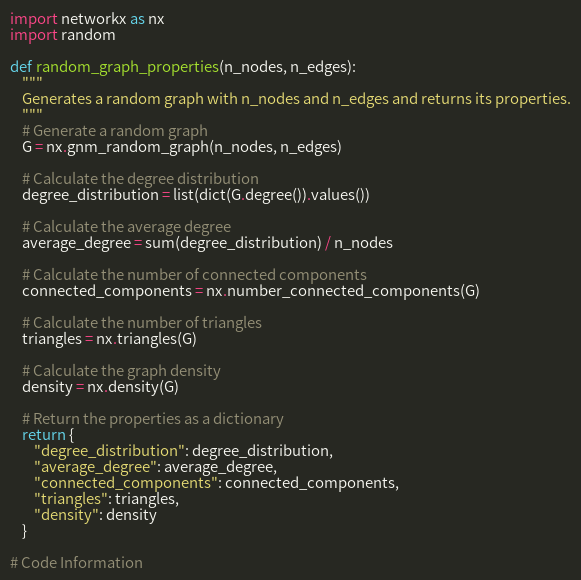 import networkx as nx
import random

def random_graph_properties(n_nodes, n_edges):
    """
    Generates a random graph with n_nodes and n_edges and returns its properties.
    """
    # Generate a random graph
    G = nx.gnm_random_graph(n_nodes, n_edges)

    # Calculate the degree distribution
    degree_distribution = list(dict(G.degree()).values())

    # Calculate the average degree
    average_degree = sum(degree_distribution) / n_nodes

    # Calculate the number of connected components
    connected_components = nx.number_connected_components(G)

    # Calculate the number of triangles
    triangles = nx.triangles(G)

    # Calculate the graph density
    density = nx.density(G)

    # Return the properties as a dictionary
    return {
        "degree_distribution": degree_distribution,
        "average_degree": average_degree,
        "connected_components": connected_components,
        "triangles": triangles,
        "density": density
    }

# Code Information